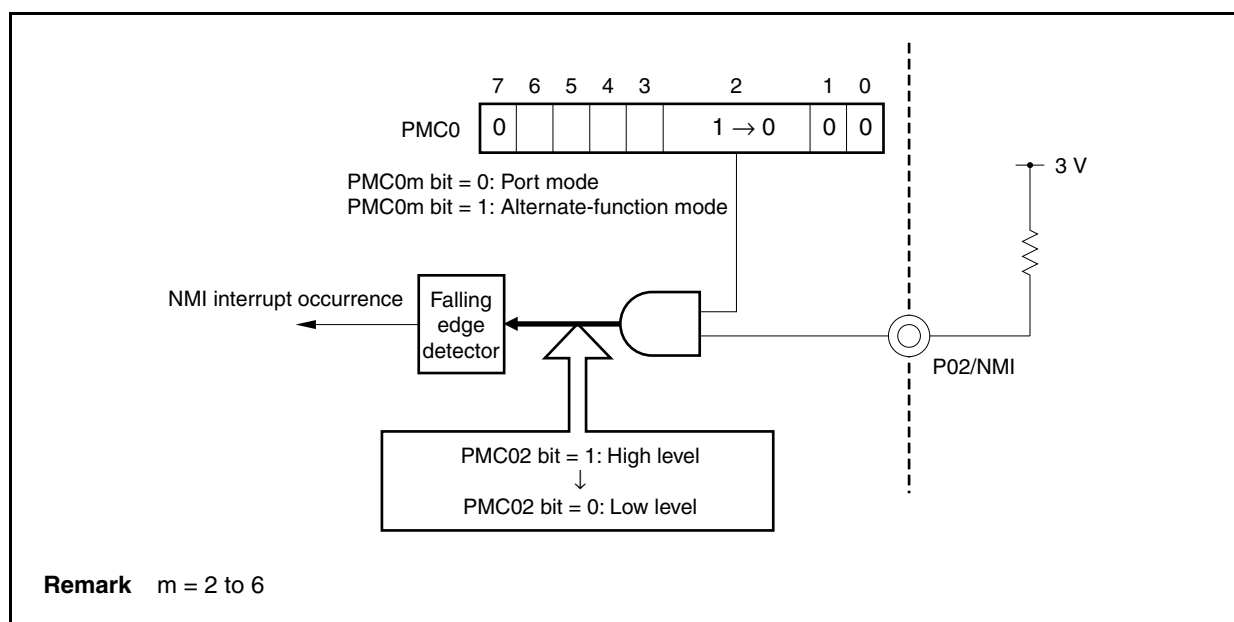 7 6 5 4 3 2 1 0
PMC0 0 1 → 0 0 0
3 V
PMC0m bit = 0: Port mode
PMC0m bit = 1: Alternate-function mode
NMI interrupt occurrence
Falling
edge
detector
P02/NMI
PMC02 bit = 1: High level
↓
PMC02 bit = 0: Low level
Remark m = 2 to 6